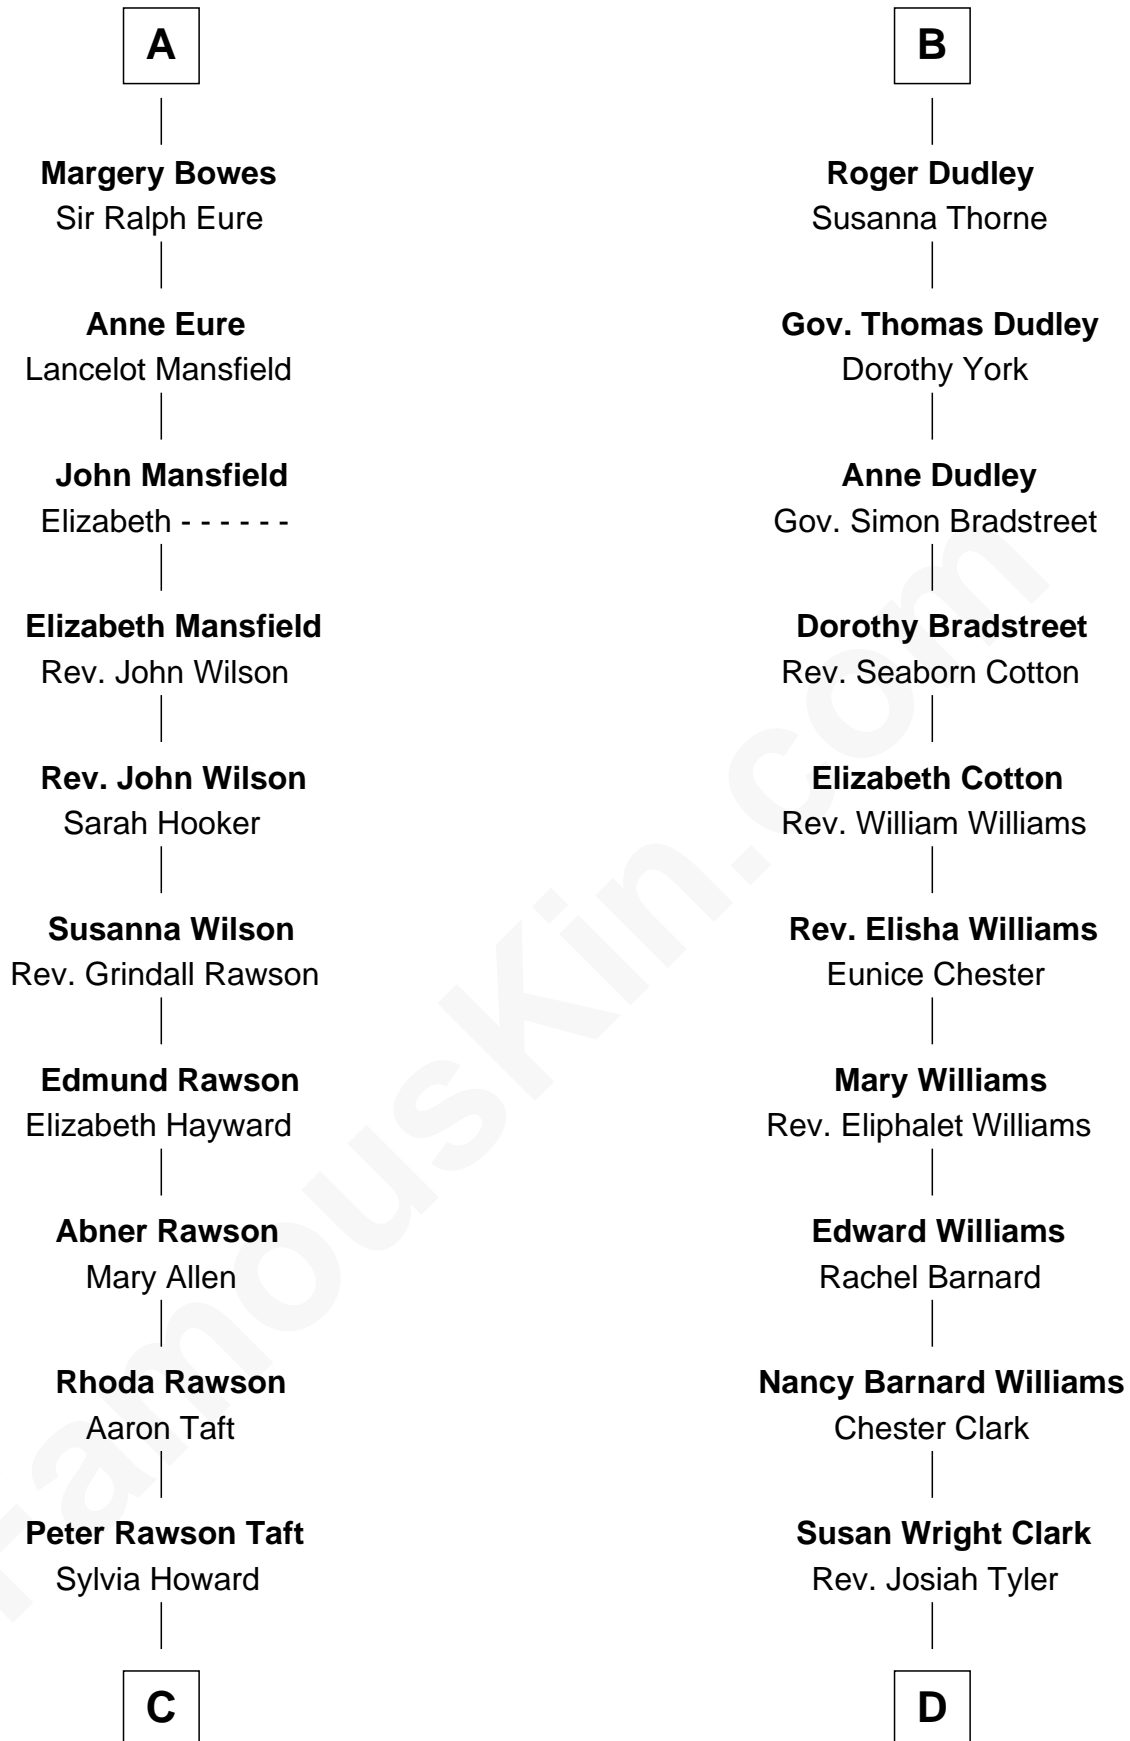 A
Margery Bowes
Sir Ralph Eure
Anne Eure
Lancelot Mansfield
John Mansfield
Elizabeth - - - - - -
Elizabeth Mansfield
Rev. John Wilson
Rev. John Wilson
Sarah Hooker
Susanna Wilson
Rev. Grindall Rawson
Edmund Rawson
Elizabeth Hayward
Abner Rawson
Mary Allen
Rhoda Rawson
Aaron Taft
Peter Rawson Taft
Sylvia Howard
C
B
Roger Dudley
Susanna Thorne
Gov. Thomas Dudley
Dorothy York
Anne Dudley
Gov. Simon Bradstreet
Dorothy Bradstreet
Rev. Seaborn Cotton
Elizabeth Cotton
Rev. William Williams
Rev. Elisha Williams
Eunice Chester
Mary Williams
Rev. Eliphalet Williams
Edward Williams
Rachel Barnard
Nancy Barnard Williams
Chester Clark
Susan Wright Clark
Rev. Josiah Tyler
D
FamousKin.com